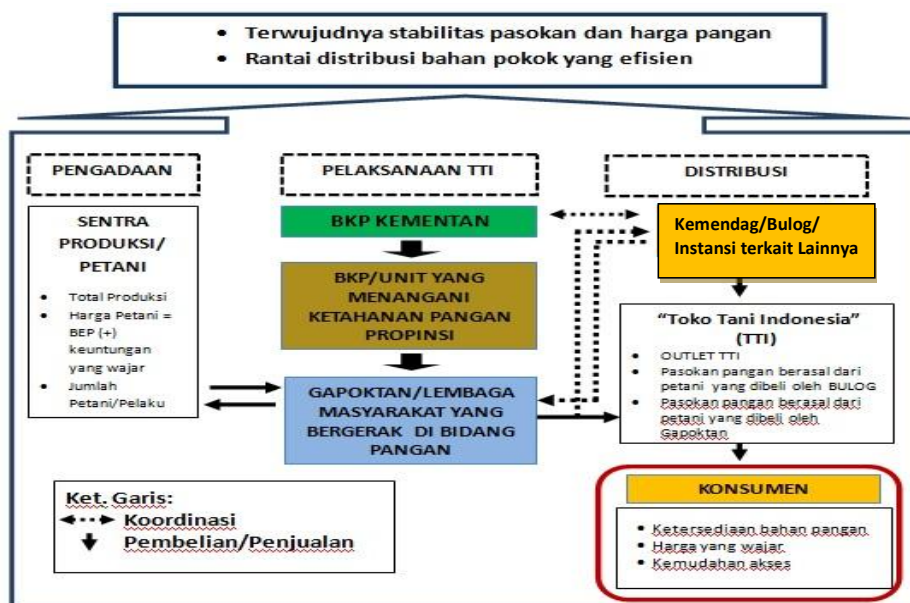 • Terwujudnya stabilitas pasokan dan harga pangan
• Rantai distribusi bahan pokok yang efisien
PENGADAAN
PELAKSANAAN TTI
DISTRIBUSI
SENTRA
PRODUKSI/
PETANI
• Total Produksi
• Harga Petani =
BEP (+)
keuntungan
yang wajar
• Jumlah
Petani/Pelaku
BKP KEMENTAN
BKP/UNIT YANG
MENANGANI
KETAHANAN PANGAN
PROPINSI
GAPOKTAN/LEMBAGA
MASYARAKAT YANG
BERGERAK DI BIDANG
PANGAN
Kemendag/Bulog/
Instansi terkait Lainnya
"Toko Tani Indonesia"
(TTI)
• OUTLET TTI
• Pasokan pangan berasal dari
petani yang dibeli oleh BULOG
• Pasokan pangan berasal dari
petani yang dibeli oleh
Gapoktan
KONSUMEN
• Ketersediaan bahan pangan
• Harga yang wajar
• Kemudahan akses
Ket. Garis:
Koordinasi
Pembelian/Penjualan